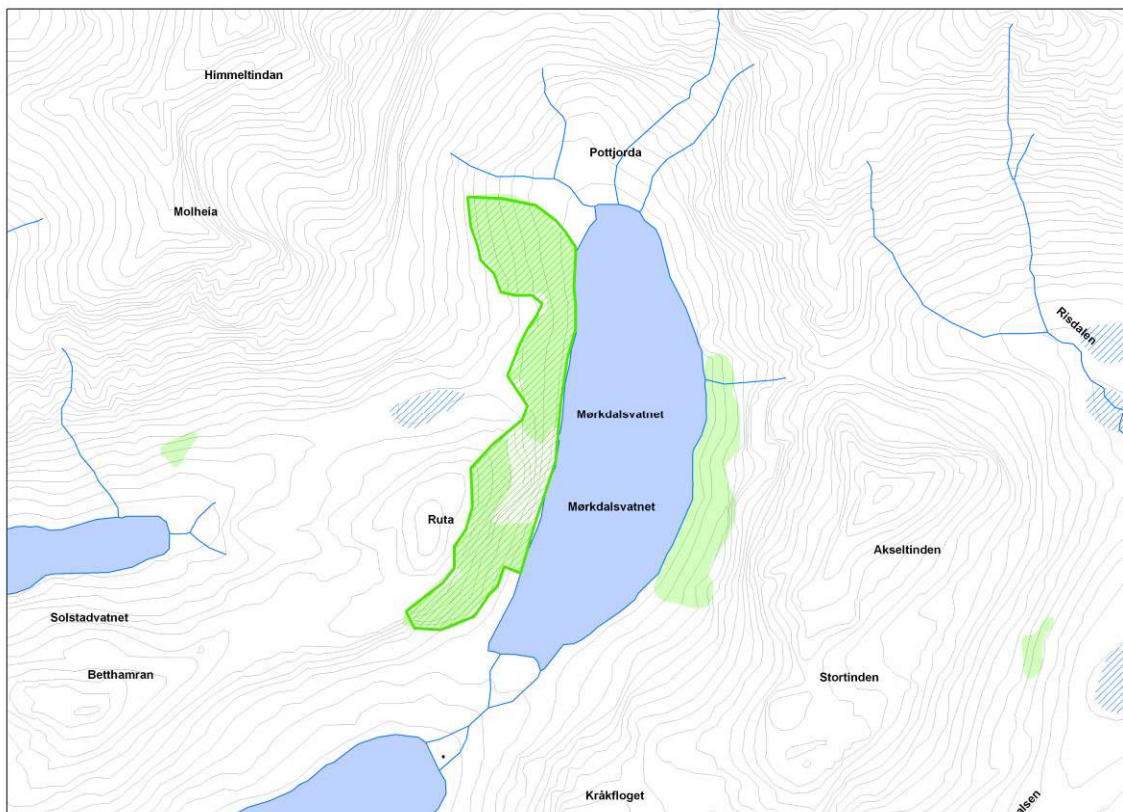 Himmeltindan
Pottjorda
Molheia
Risdalen
Mørkdalsvatnet
Mørkdalsvatnet
Ruta
Akseltinden
Solstadvatnet
Betthamran
Stortinden
Kråkfloget